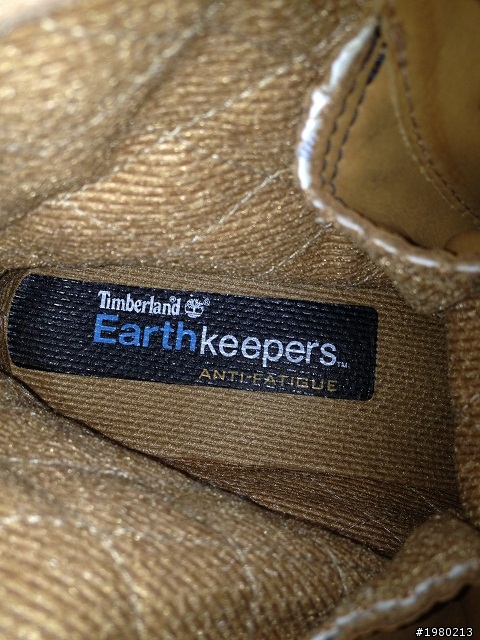 Timberland®
Earthkeepers™
ANTI-FATIGUE
#1980213